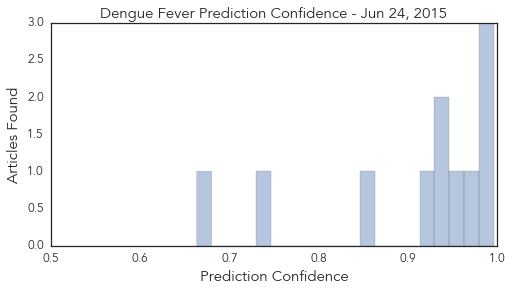 Dengue Fever Prediction Confidence - Jun 24, 2015
3.0
2.5
2.0
1.5
1.0
0.5
0.0
Articles Found
0.5 0.6 0.7 0.8 0.9 1.0
Prediction Confidence